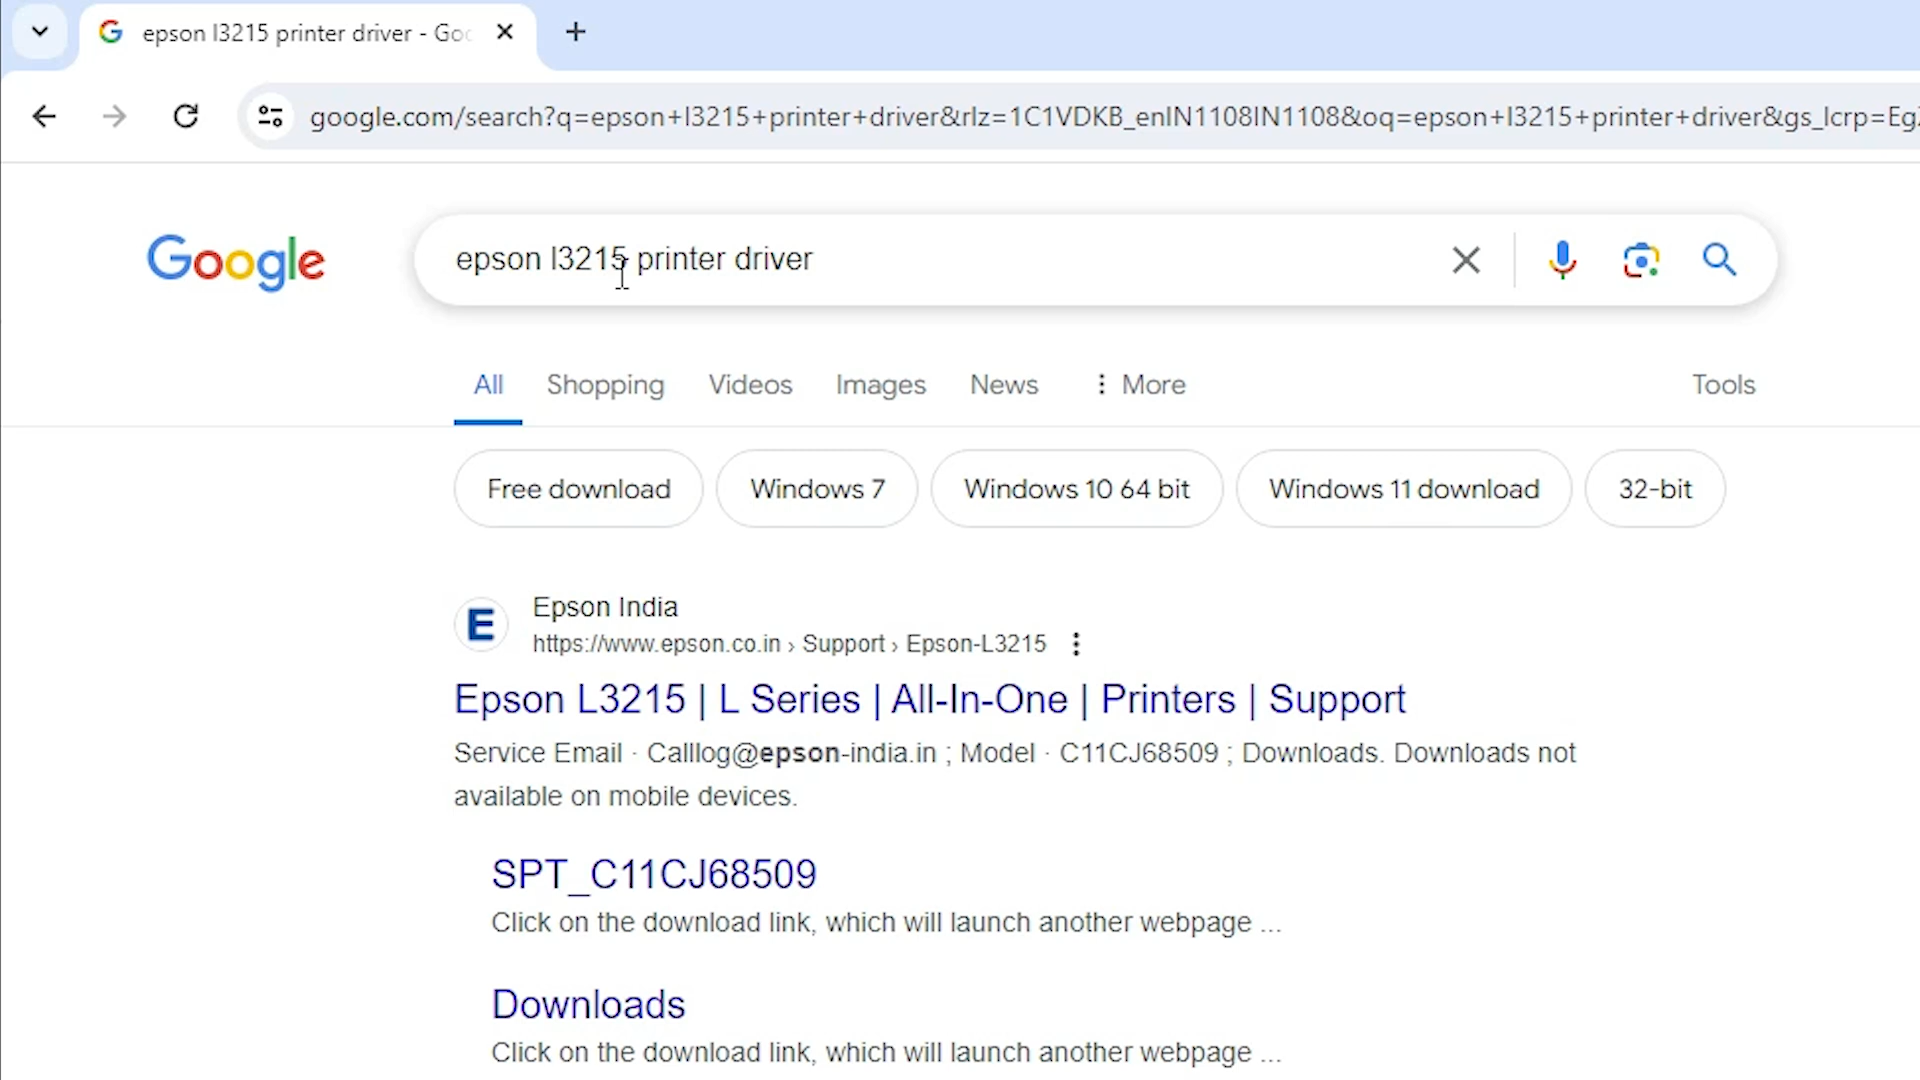 epson l3215 printer driver - Goo
google.com/search?q=epson+l3215+printer+driver&rlz=1C1VDKB_enIN1108IN1108&oq=epson+l3215+printer+driver&gs_lcrp=Eg
Google
epson l3215 printer driver
All Shopping Videos Images News More Tools
Free download Windows 7 Windows 10 64 bit Windows 11 download 32-bit
E
Epson India
https://www.epson.co.in › Support › Epson-L3215
Epson L3215 | L Series | All-In-One | Printers | Support
Service Email · Calllog@epson-india.in ; Model · C11CJ68509 ; Downloads. Downloads not
available on mobile devices.
SPT_C11CJ68509
Click on the download link, which will launch another webpage ...
Downloads
Click on the download link, which will launch another webpage ...